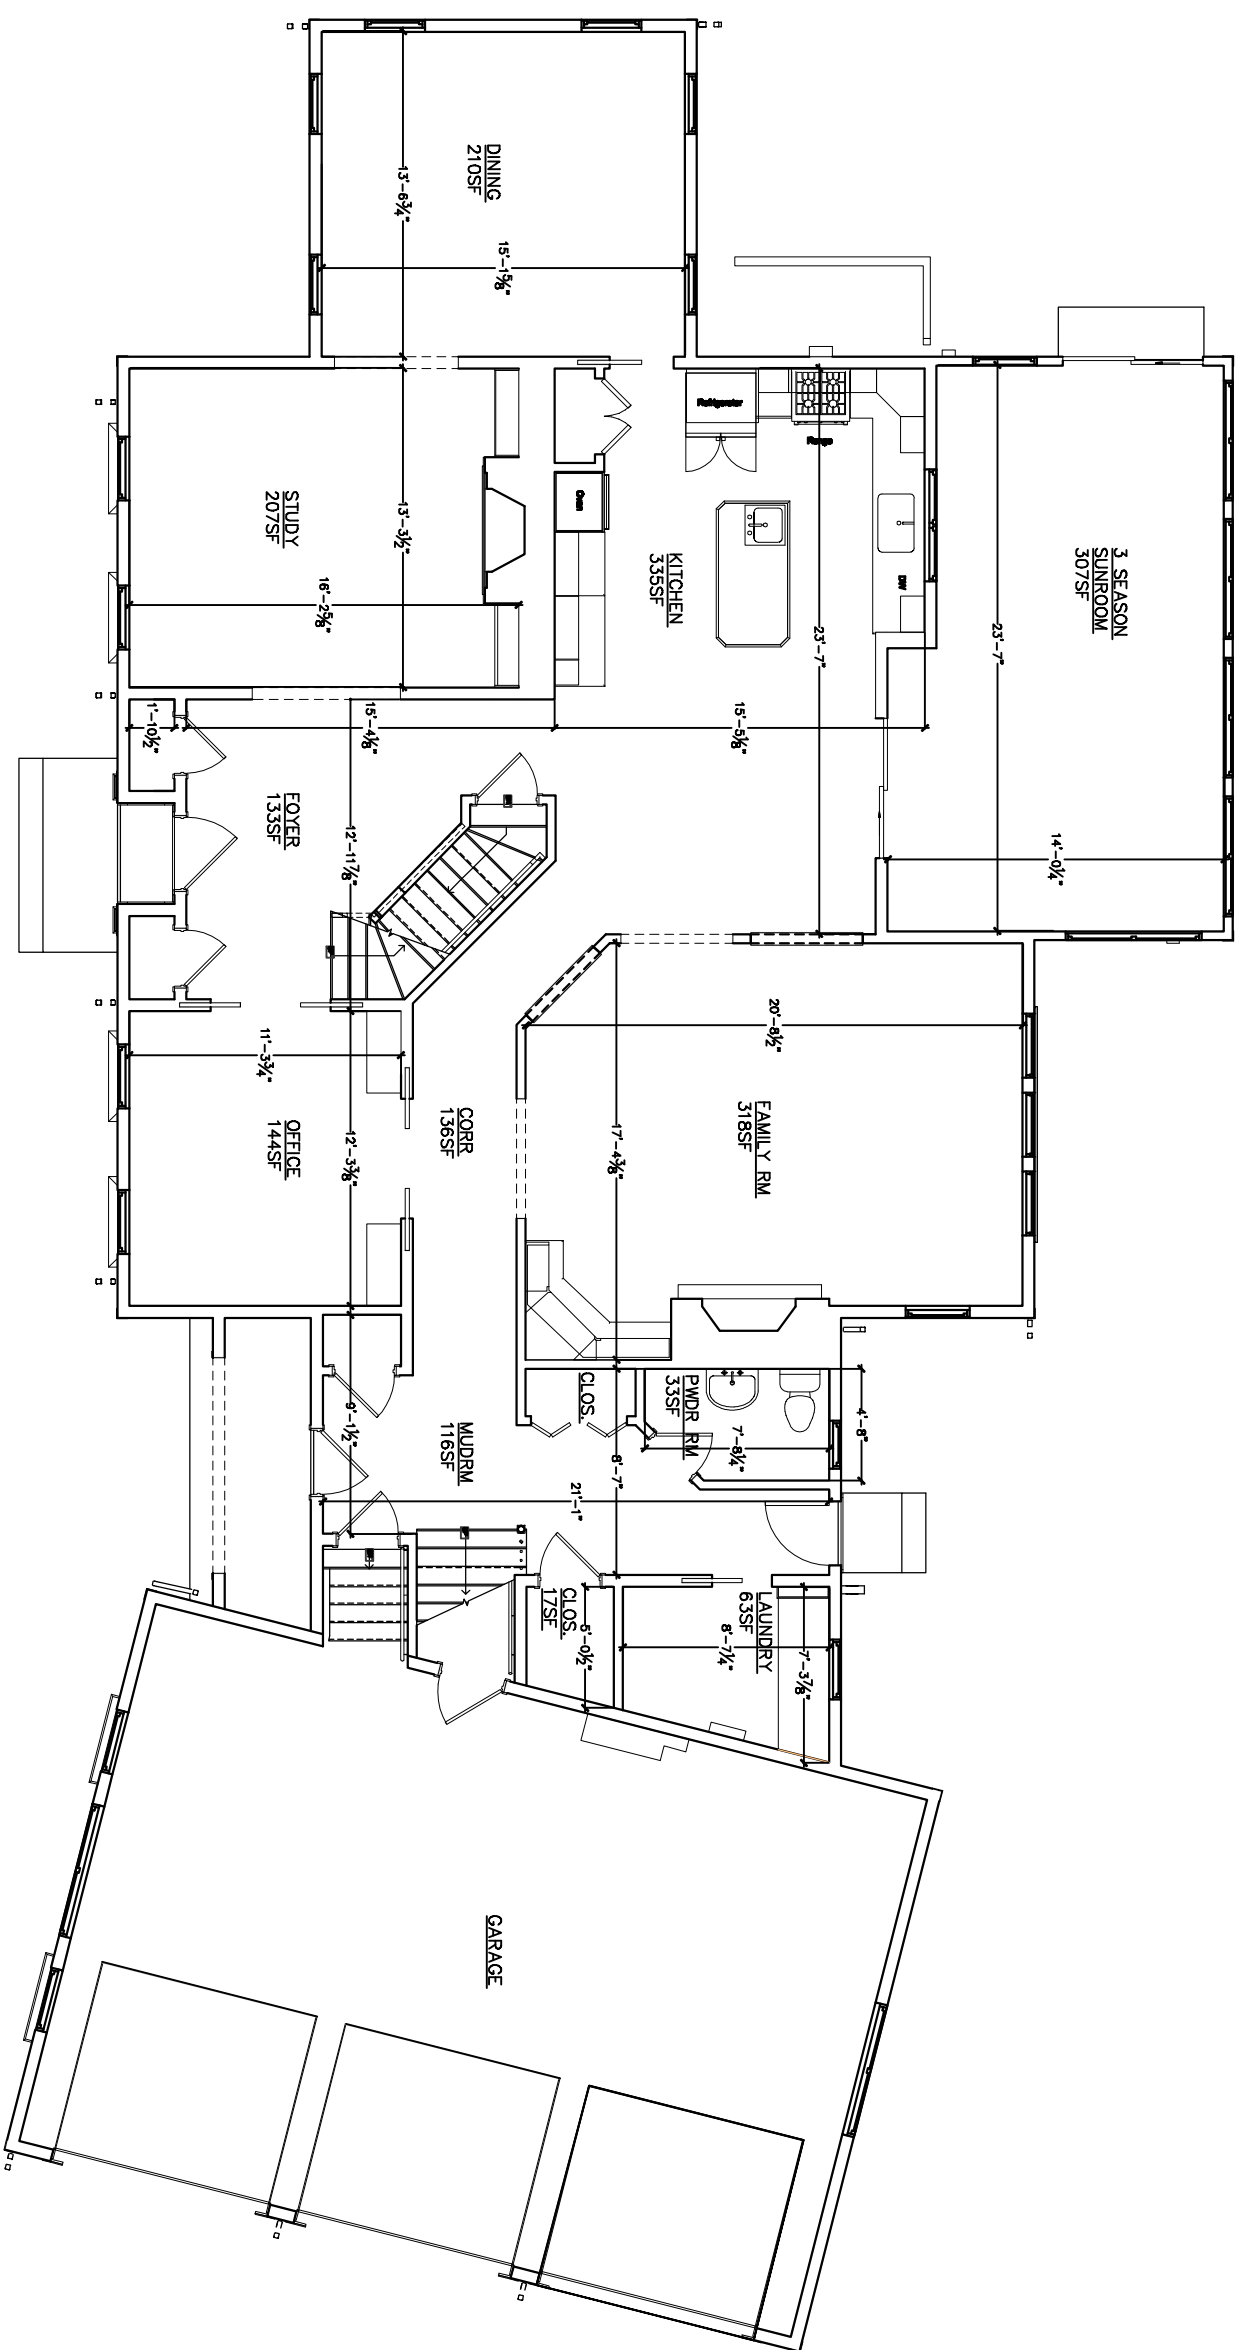 3 SEASON
SUNROOM
307SF
23'-7"
14'-0¼"
DW
Range
Refrigerator
Oven
KITCHEN
335SF
23'-7"
15'-5⅛"
DINING
210SF
13'-6¾"
15'-1⅝"
STUDY
207SF
13'-3½"
16'-2⅝"
1'-10½"
15'-4⅛"
FOYER
133SF
12'-11⅞"
FAMILY RM
318SF
20'-8½"
17'-4⅜"
CORR
136SF
OFFICE
144SF
11'-3¾"
12'-3⅜"
CLOS.
PWDR RM
33SF
7'-8¼"
4'-8"
8'-7"
MUDRM
116SF
9'-1½"
21'-1"
CLOS.
17SF
5'-0½"
LAUNDRY
63SF
8'-7¼"
7'-3⅞"
GARAGE